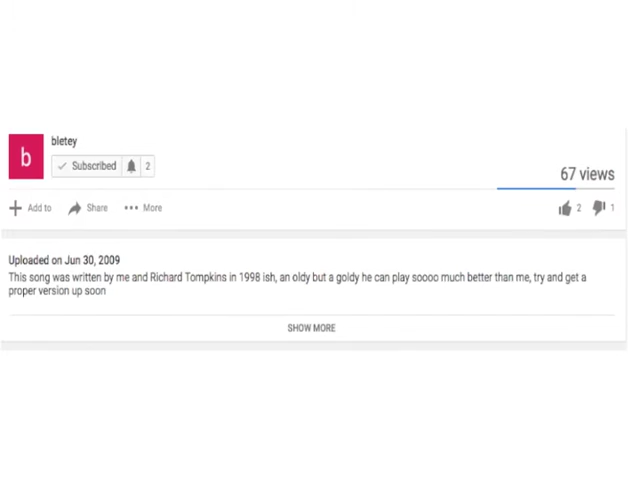 b
bletey
Subscribed 2
67 views
Add to Share More 2 1
Uploaded on Jun 30, 2009
This song was written by me and Richard Tompkins in 1998 ish, an oldy but a goldy he can play soooo much better than me, try and get a
proper version up soon
SHOW MORE